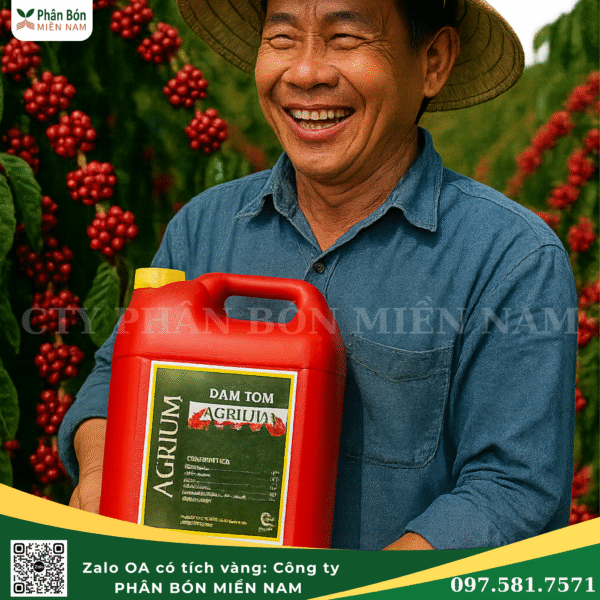 Phân Bón
MIỀN NAM
CTY PHÂN BÓN MIỀN NAM
DAM TOM
AGRIUM
Zalo OA có tích vàng: Công ty
PHÂN BÓN MIỀN NAM
097.581.7571